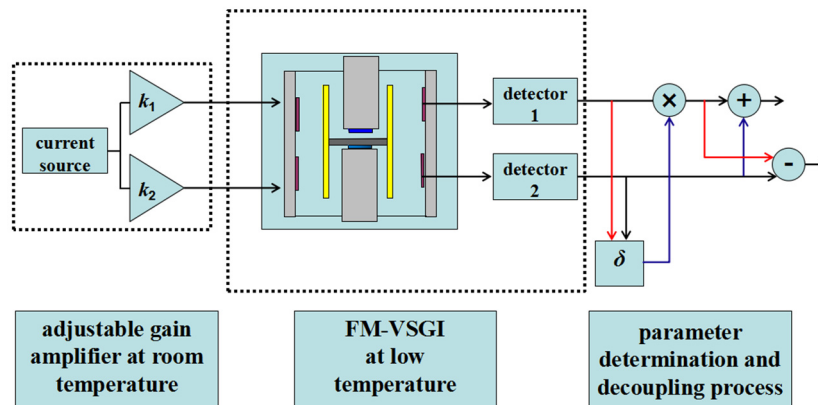 current
source
k1
k2
detector
1
detector
2
×
+
-
δ
adjustable gain
amplifier at room
temperature
FM-VSGI
at low
temperature
parameter
determination and
decoupling process